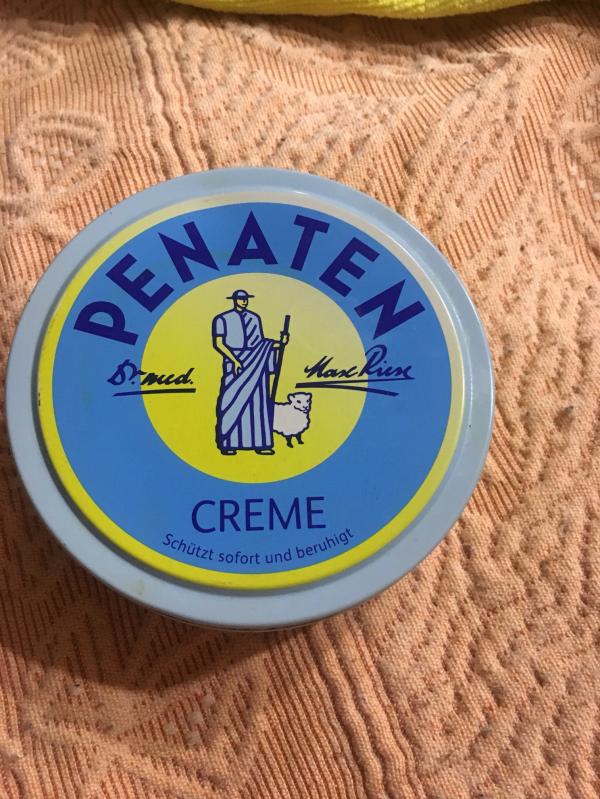 PENATEN
Dr. med. Max Riese
CREME
Schützt sofort und beruhigt